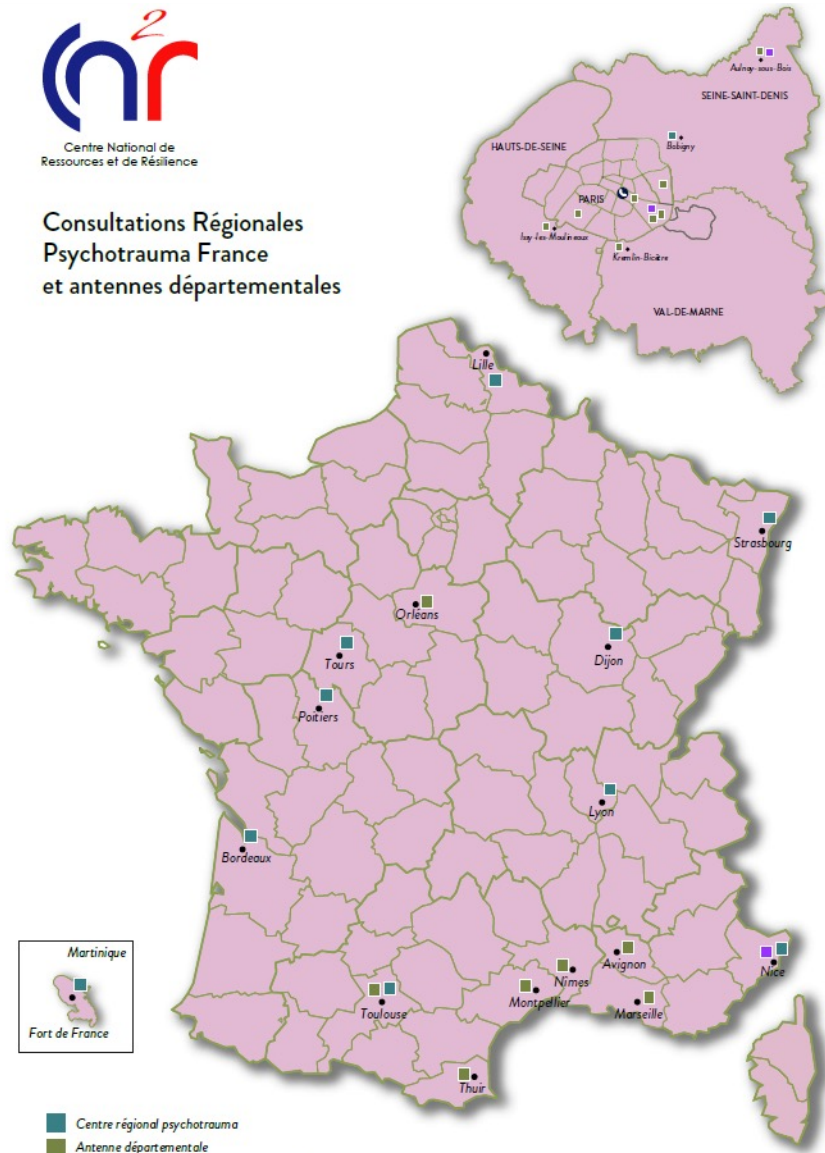 cn2r
Centre National de
Ressources et de Résilience
Consultations Régionales
Psychotrauma France
et antennes départementales
Aulnay-sous-Bois
SEINE-SAINT-DENIS
HAUTS-DE-SEINE
Bobigny
PARIS
Issy-les-Moulineaux
Kremlin-Bicêtre
VAL-DE-MARNE
Lille
Strasbourg
Orléans
Tours
Dijon
Poitiers
Lyon
Bordeaux
Avignon
Nice
Nîmes
Montpellier
Marseille
Toulouse
Thuir
Martinique
Fort de France
Centre régional psychotrauma
Antenne départementale